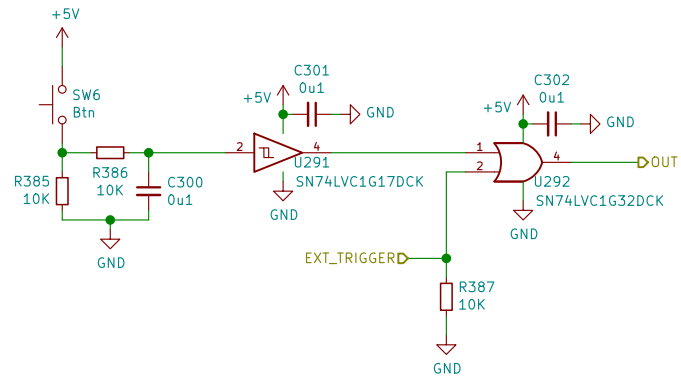 +5V
SW6
Btn
R385
10K
R386
10K
C300
0u1
GND
+5V
C301
0u1
GND
2
4
U291
SN74LVC1G17DCK
GND
+5V
C302
0u1
GND
1
2
4
OUT
U292
SN74LVC1G32DCK
GND
EXT_TRIGGER
R387
10K
GND